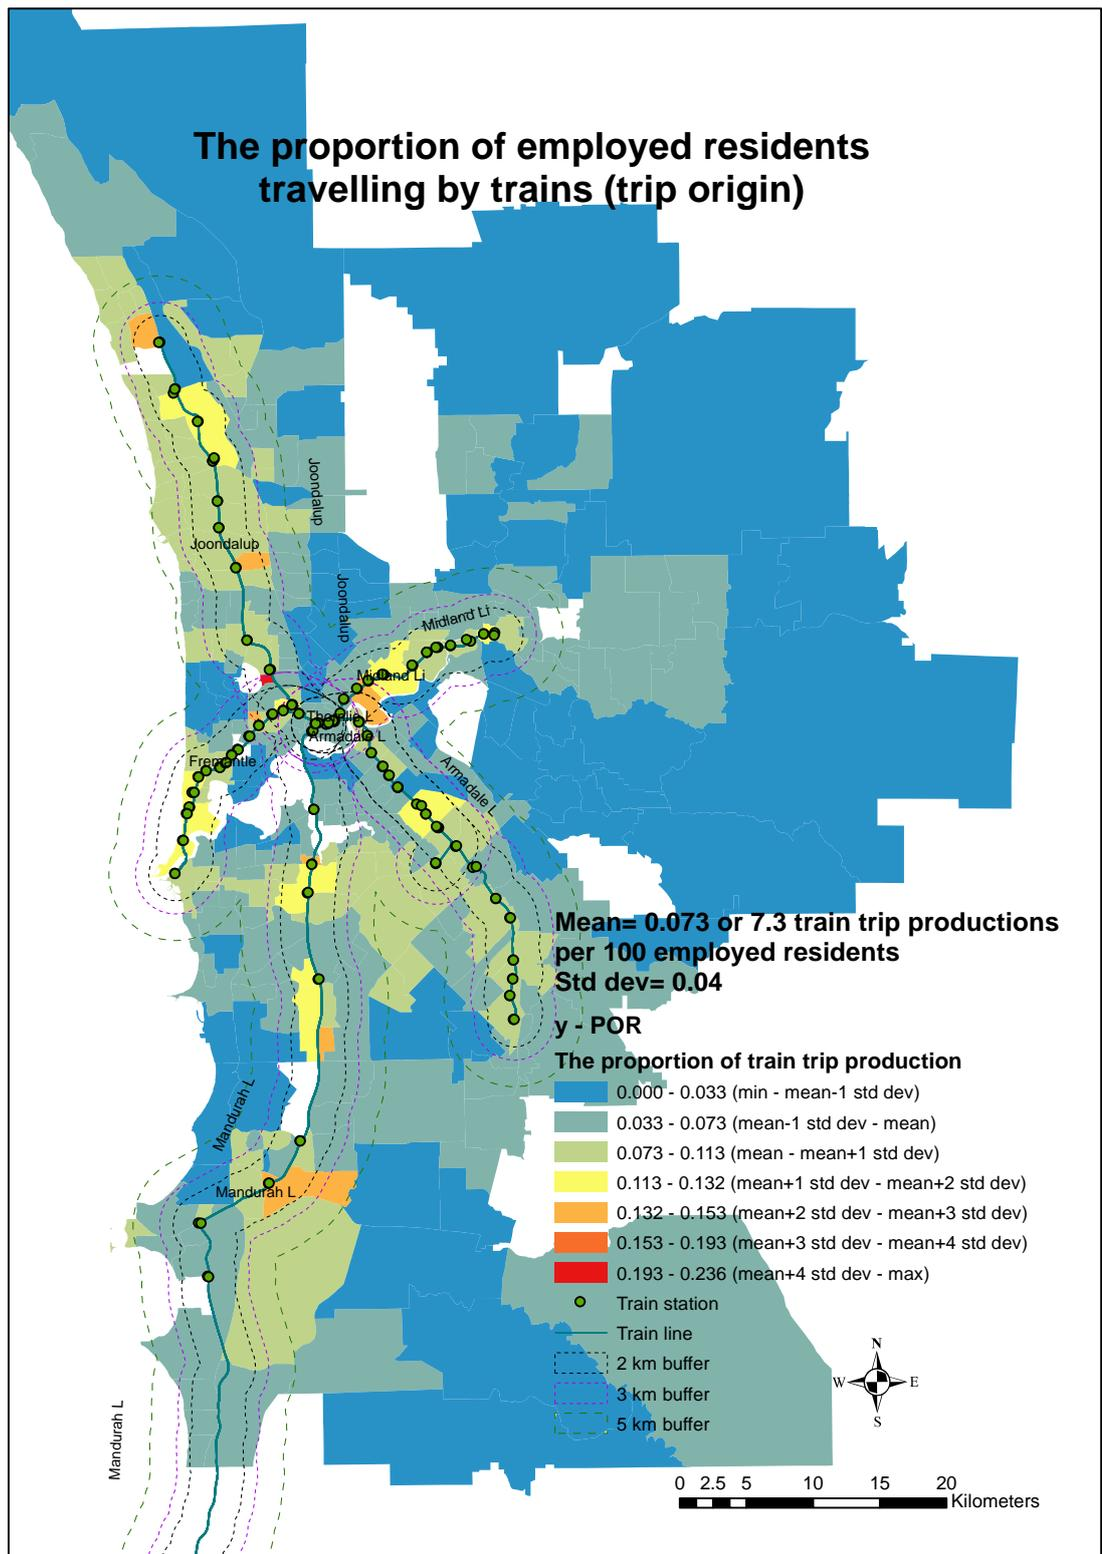 The proportion of employed residents
travelling by trains (trip origin)
Joondalup
Joondalup
Joondalup
Midland Li
Midland Li
Thornlie L
Armadale L
Fremantle
Armadale L
Mean= 0.073 or 7.3 train trip productions
per 100 employed residents
Std dev= 0.04
y - POR
The proportion of train trip production
0.000 - 0.033 (min - mean-1 std dev)
0.033 - 0.073 (mean-1 std dev - mean)
0.073 - 0.113 (mean - mean+1 std dev)
0.113 - 0.132 (mean+1 std dev - mean+2 std dev)
0.132 - 0.153 (mean+2 std dev - mean+3 std dev)
0.153 - 0.193 (mean+3 std dev - mean+4 std dev)
0.193 - 0.236 (mean+4 std dev - max)
Train station
Train line
2 km buffer
3 km buffer
5 km buffer
Mandurah L
Mandurah L
Mandurah L
N
W E
S
0 2.5 5 10 15 20
Kilometers